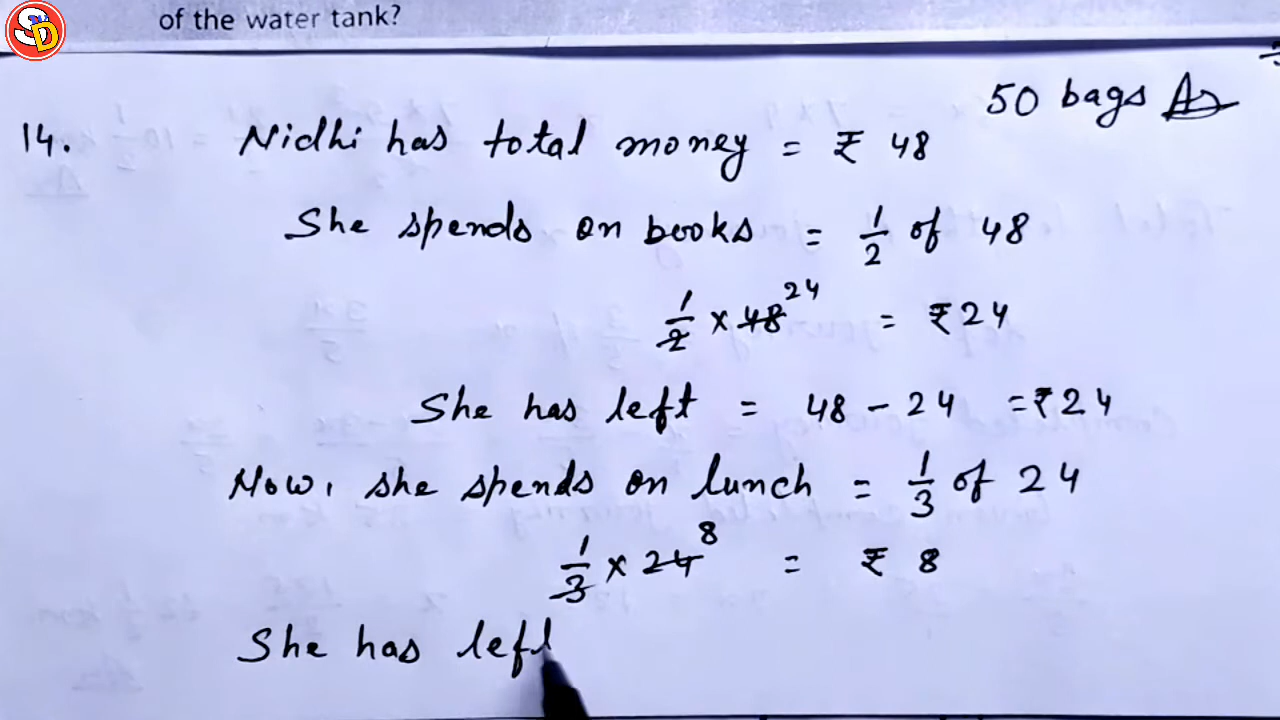 SD
of the water tank?
50 bags Ans
14. Nidhi has total money = ₹ 48
She spends on books = 1/2 of 48
1/2 × 48 24 = ₹ 24
She has left = 48 - 24 = ₹ 24
Now, she spends on lunch = 1/3 of 24
1/3 × 24 8 = ₹ 8
She has left